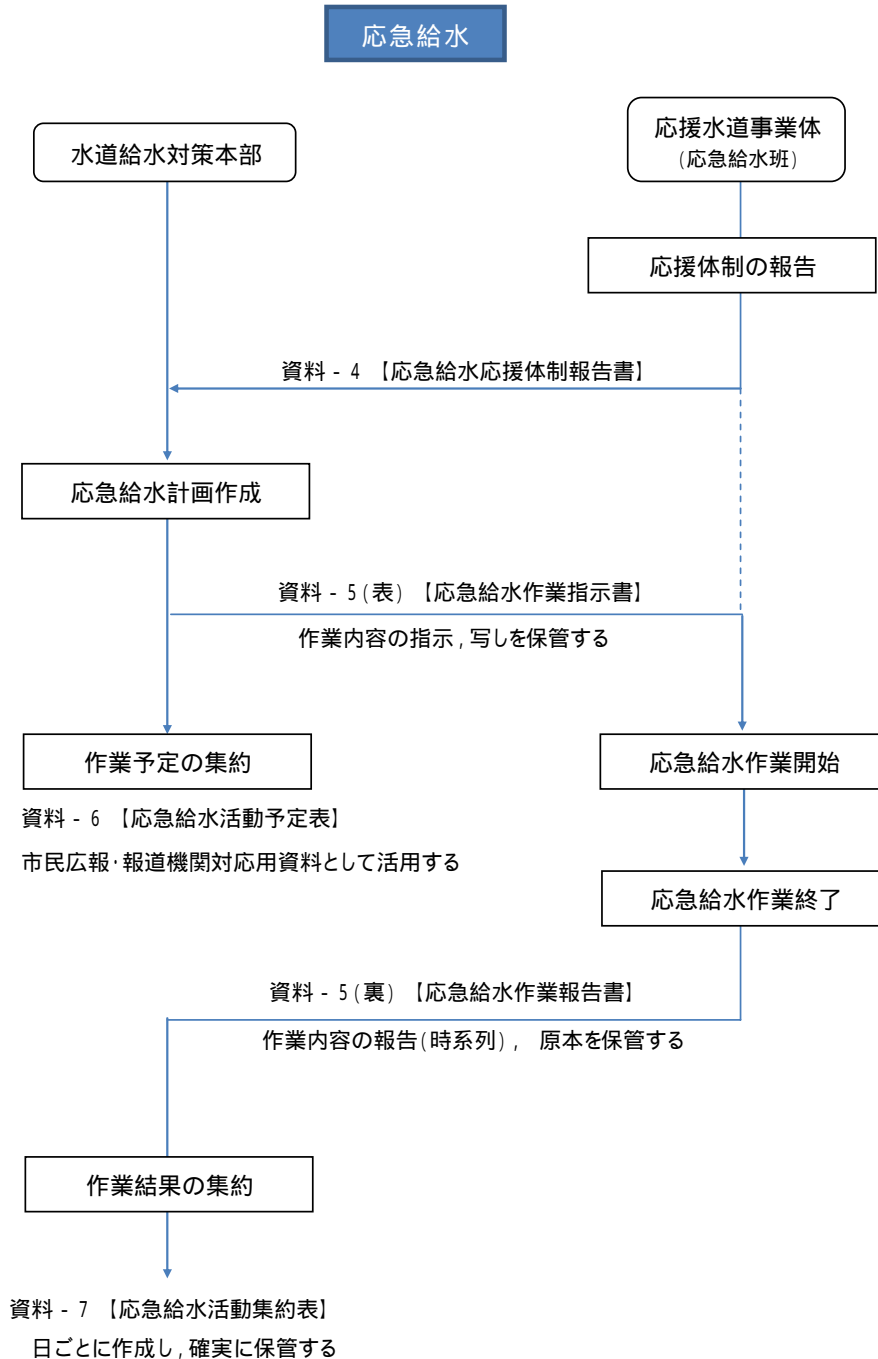 応急給水
水道給水対策本部
応援水道事業体
(応急給水班)
応援体制の報告
資料 - 4 【応急給水応援体制報告書】
応急給水計画作成
資料 - 5(表) 【応急給水作業指示書】
作業内容の指示,写しを保管する
作業予定の集約
応急給水作業開始
資料 - 6 【応急給水活動予定表】
市民広報・報道機関対応用資料として活用する
応急給水作業終了
資料 - 5(裏) 【応急給水作業報告書】
作業内容の報告(時系列), 原本を保管する
作業結果の集約
資料 - 7 【応急給水活動集約表】
日ごとに作成し,確実に保管する